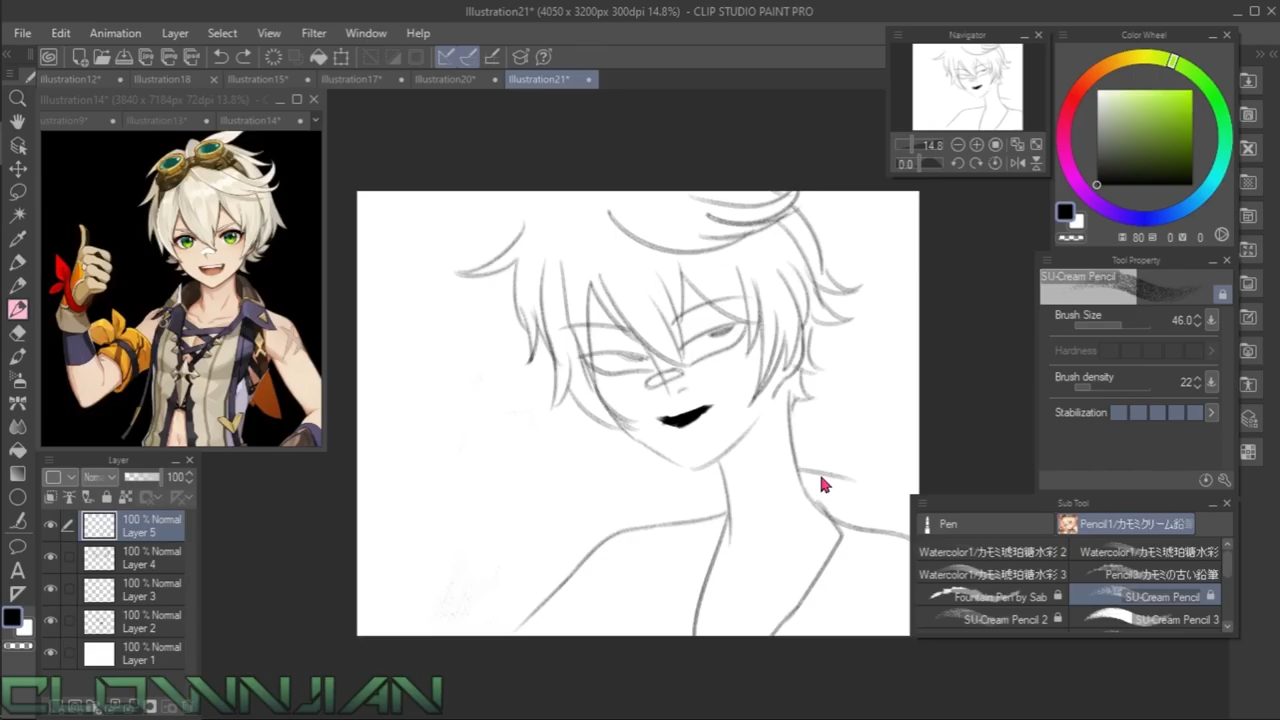 Illustration21* (4050 x 3200px 300dpi 14.8%) - CLIP STUDIO PAINT PRO
File Edit Animation Layer Select View Filter Window Help
Illustration12* Illustration18 Illustration15* Illustration17* Illustration20* Illustration21*
Illustration14* (3840 x 7184px 72dpi 13.8%)
ustration9* Illustration13* Illustration14*
Navigator
14.8
0.0
Color Wheel
80 0 0
Tool Property
SU-Cream Pencil
Brush Size 46.0
Hardness
Brush density 22
Stabilization
Layer
100
100 % Normal
Layer 5
100 % Normal
Layer 4
100 % Normal
Layer 3
100 % Normal
Layer 2
100 % Normal
Layer 1
Sub Tool
Pen Pencil1/カモミクリーム鉛筆
Watercolor1/カモミ琥珀糖水彩 2 Watercolor1/カモミ琥珀糖水彩
Watercolor1/カモミ琥珀糖水彩 3 Pencil3/カモミの古い鉛筆
Fountain Pen by Sab SU-Cream Pencil
SU-Cream Pencil 2 SU-Cream Pencil 3
CLOWNNJIAN